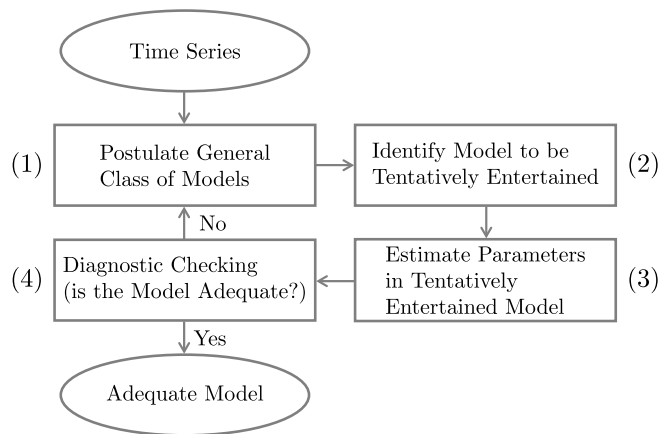 Time Series
(1)
Postulate General
Class of Models
Identify Model to be
Tentatively Entertained
(2)
No
(4)
Diagnostic Checking
(is the Model Adequate?)
Estimate Parameters
in Tentatively
Entertained Model
(3)
Yes
Adequate Model